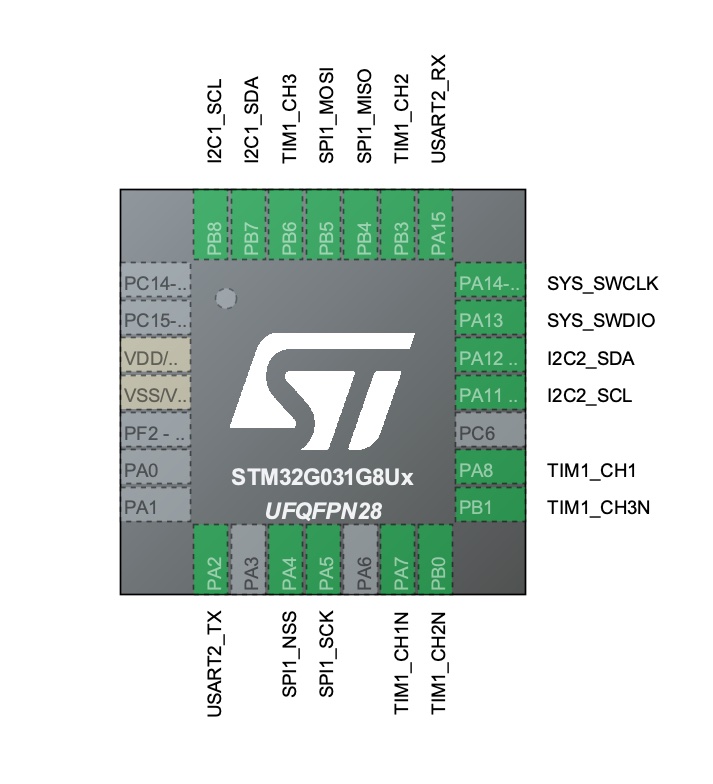 I2C1_SCL
I2C1_SDA
TIM1_CH3
SPI1_MOSI
SPI1_MISO
TIM1_CH2
USART2_RX
PB8
PB7
PB6
PB5
PB4
PB3
PA15
PC14-..
PC15-..
VDD/..
VSS/V..
PF2 - ..
PA0
PA1
PA14-.. SYS_SWCLK
PA13 SYS_SWDIO
PA12 .. I2C2_SDA
PA11 .. I2C2_SCL
PC6
PA8 TIM1_CH1
PB1 TIM1_CH3N
ST
STM32G031G8Ux
UFQFPN28
PA2
PA3
PA4
PA5
PA6
PA7
PB0
USART2_TX
SPI1_NSS
SPI1_SCK
TIM1_CH1N
TIM1_CH2N